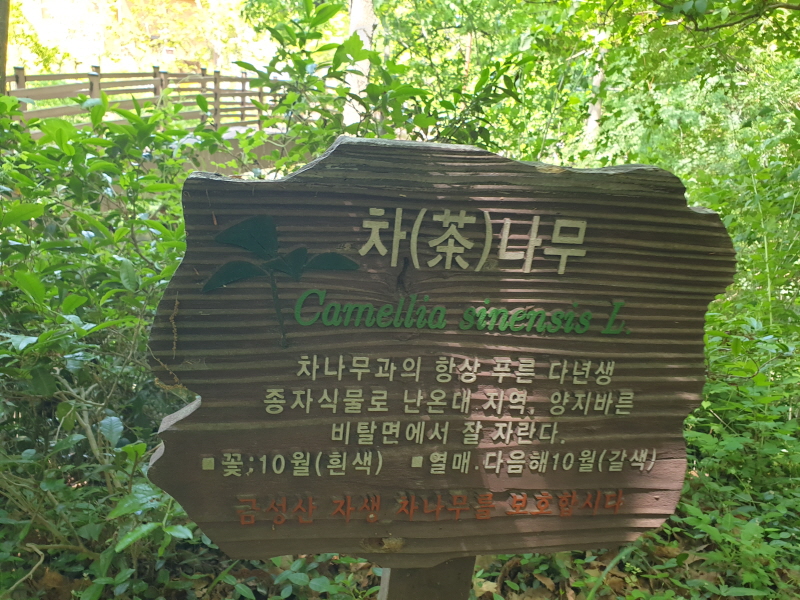 차(茶)나무
Camellia sinensis L.
차나무과의 항상 푸른 다년생
종자식물로 난온대 지역, 양지바른
비탈면에서 잘 자란다.
■꽃:10월(흰색) ■열매.다음해10월(갈색)
금성산 자생 차나무를 보호합시다